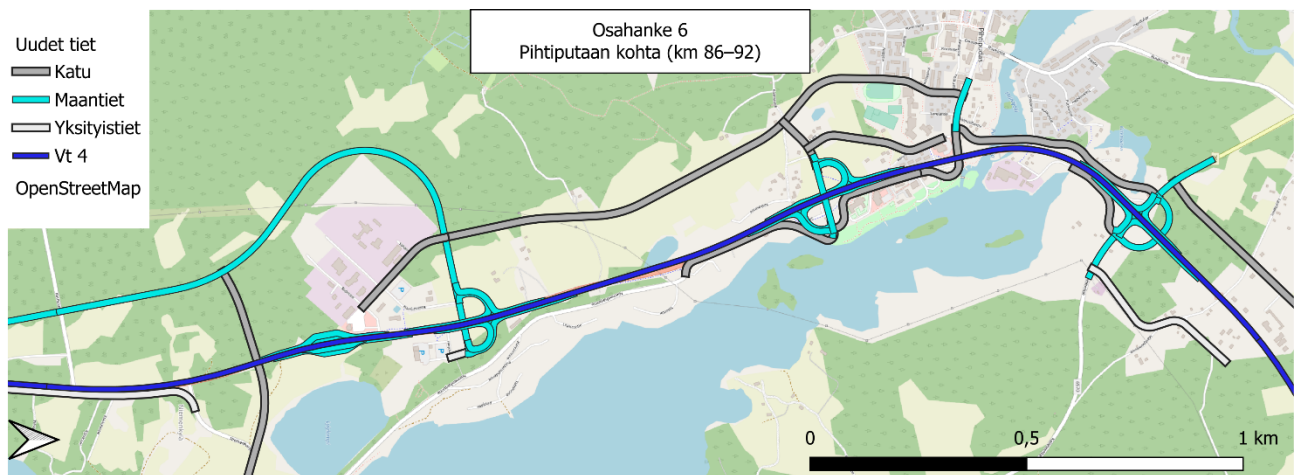 Osahanke 6
Pihtiputaan kohta (km 86–92)
Uudet tiet
Katu
Maantiet
Yksityistiet
Vt 4
OpenStreetMap
0
0,5
1 km